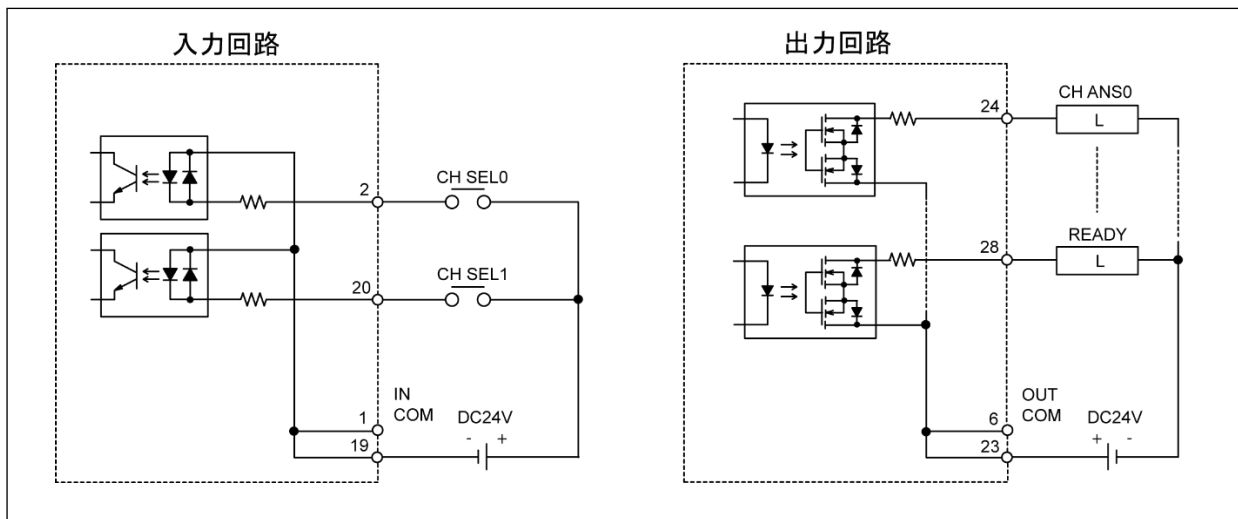 入力回路
2
CH SEL0
20
CH SEL1
1
IN
COM
19
DC24V
- +
出力回路
24
CH ANS0
L
28
READY
L
6
OUT
COM
23
DC24V
+ -